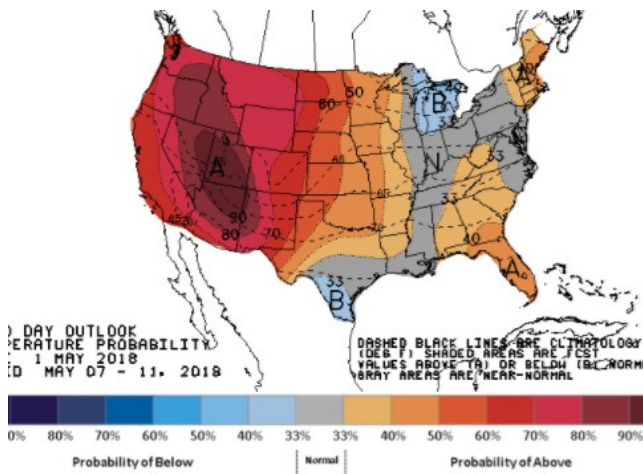 50
60
40
B
33
A
N
65
33
A
33
90
80
70
40
A
33
B
DAY OUTLOOK
PERATURE PROBABILITY
1 MAY 2018
MAY 07 - 11, 2018
DASHED BLACK LINES ARE CLIMATOLOGY
(DEG F) SHADED AREAS ARE FCST
VALUES ABOVE (A) OR BELOW (B) NORM
GRAY AREAS ARE NEAR-NORMAL
0% 80% 70% 60% 50% 40% 33% 33% 40% 50% 60% 70% 80% 90%
Probability of Below Normal Probability of Above